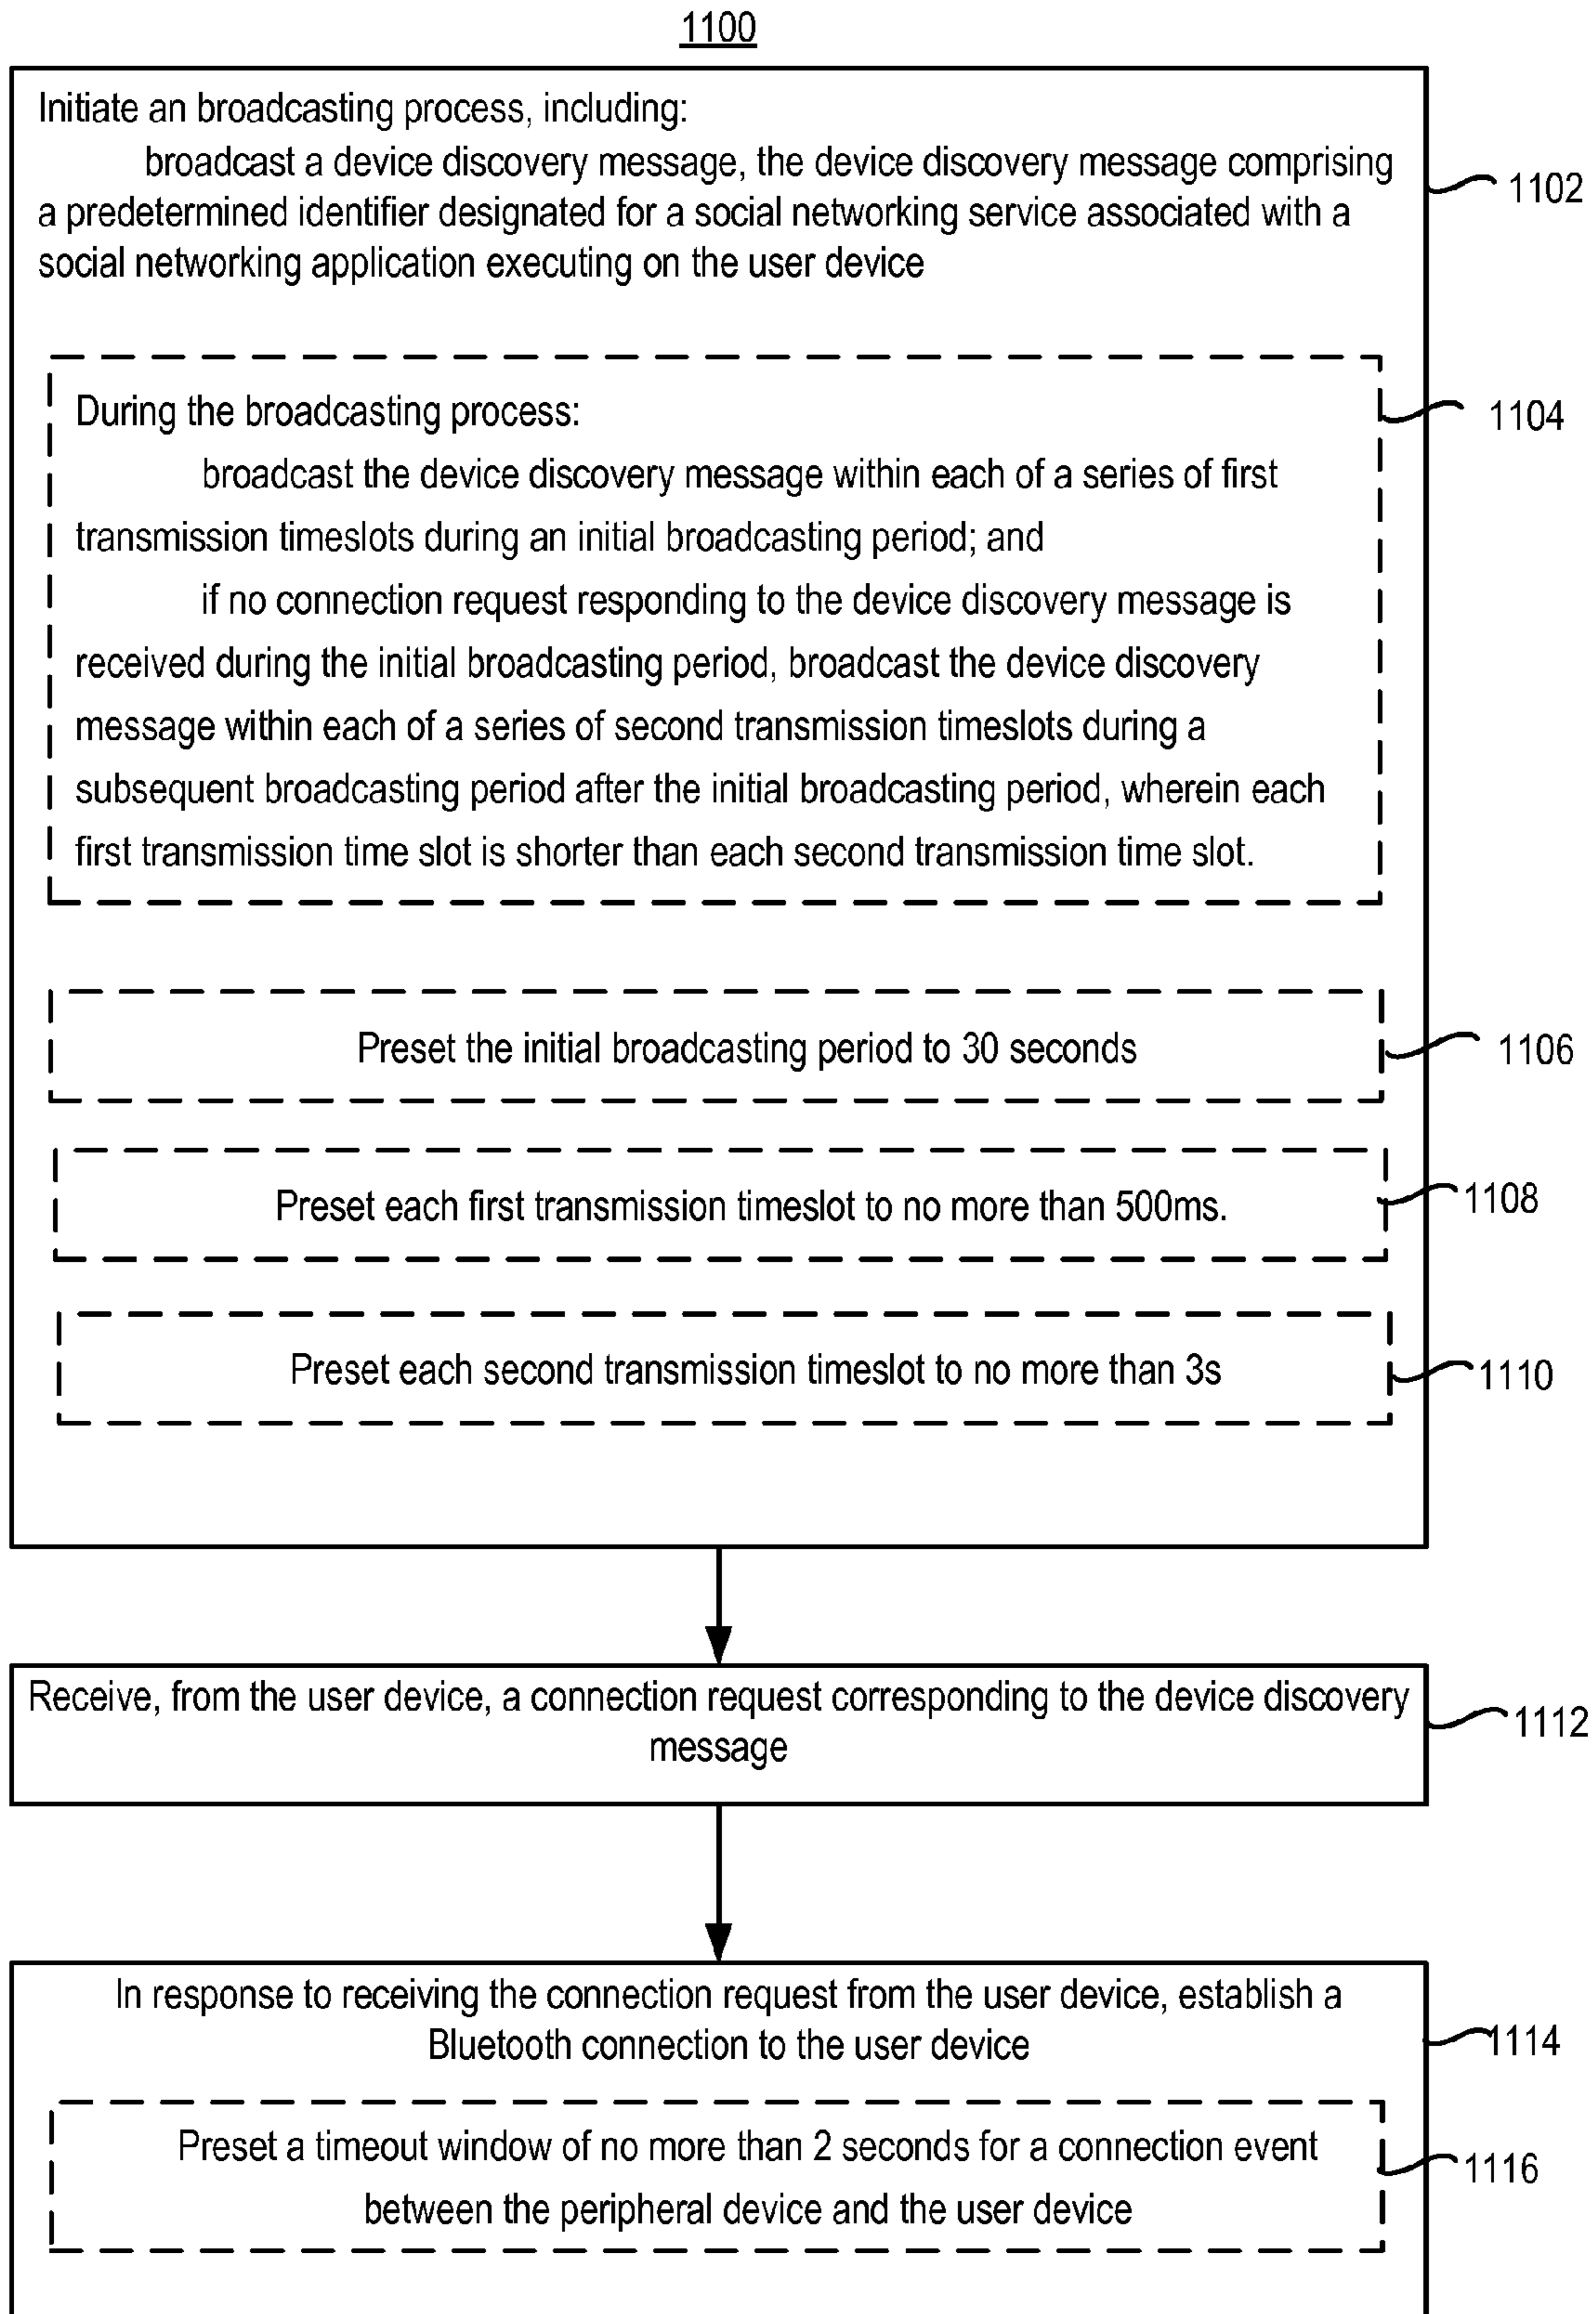 1100
Initiate an broadcasting process, including:
broadcast a device discovery message, the device discovery message comprising
a predetermined identifier designated for a social networking service associated with a
social networking application executing on the user device
1102
During the broadcasting process:
1104
broadcast the device discovery message within each of a series of first
transmission timeslots during an initial broadcasting period; and
if no connection request responding to the device discovery message is
received during the initial broadcasting period, broadcast the device discovery
message within each of a series of second transmission timeslots during a
subsequent broadcasting period after the initial broadcasting period, wherein each
first transmission time slot is shorter than each second transmission time slot.
Preset the initial broadcasting period to 30 seconds
1106
Preset each first transmission timeslot to no more than 500ms.
1108
Preset each second transmission timeslot to no more than 3s
1110
Receive, from the user device, a connection request corresponding to the device discovery
message
1112
In response to receiving the connection request from the user device, establish a
Bluetooth connection to the user device
1114
Preset a timeout window of no more than 2 seconds for a connection event
between the peripheral device and the user device
1116